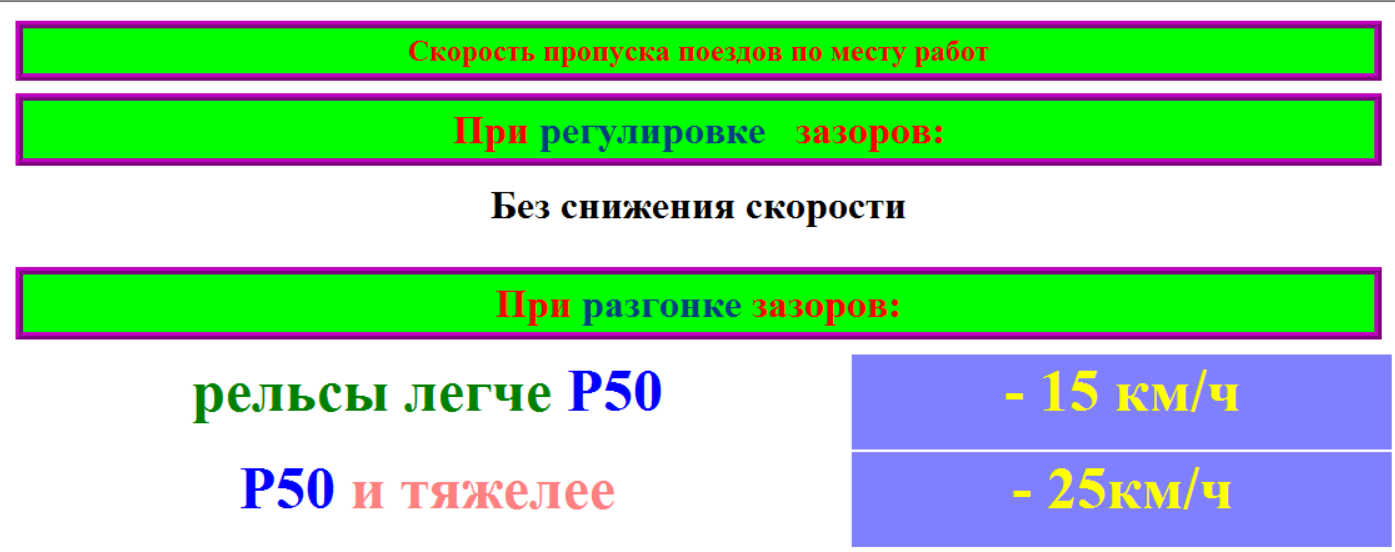 Скорость пропуска поездов по месту работ
При регулировке зазоров:
Без снижения скорости
При разгонке зазоров:
рельсы легче Р50 - 15 км/ч
Р50 и тяжелее - 25км/ч